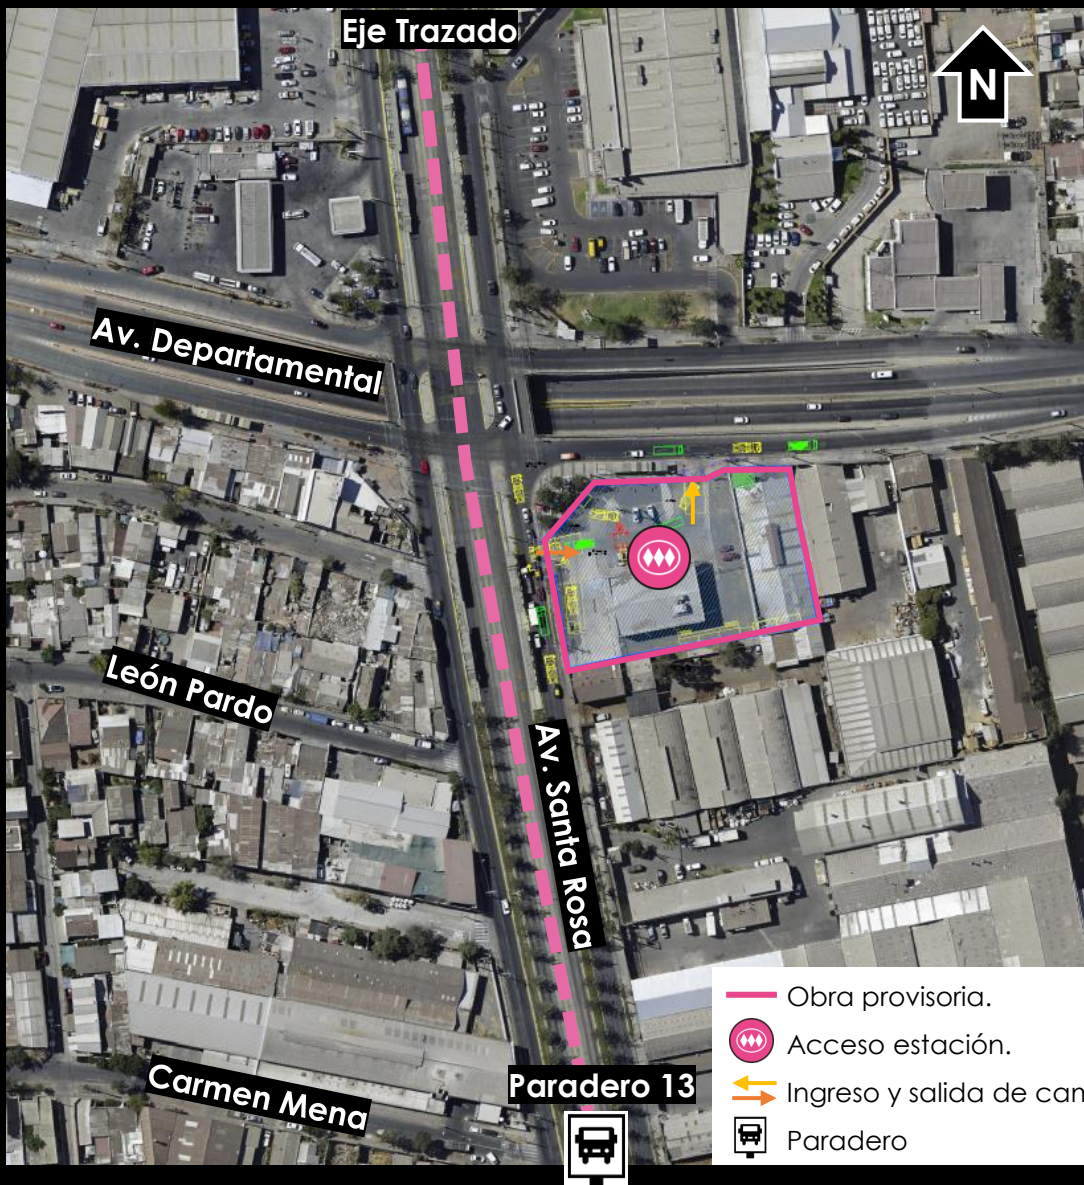 Eje Trazado
N
Av. Departamental
León Pardo
Av. Santa Rosa
Carmen Mena
Paradero 13
Obra provisoria.
Acceso estación.
Ingreso y salida de cam
Paradero